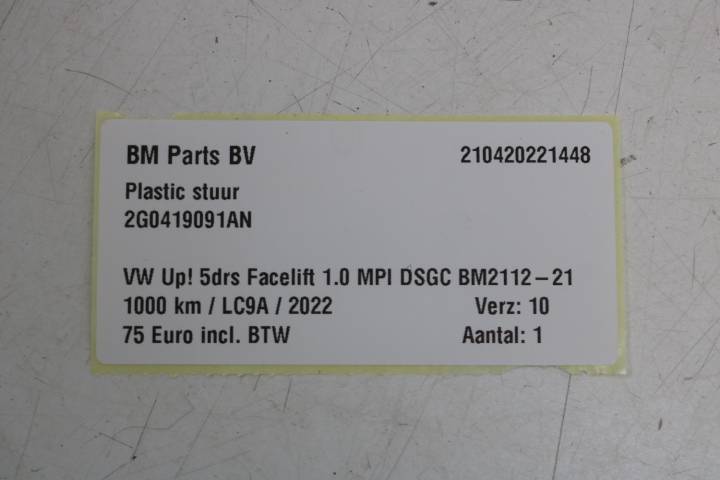 BM Parts BV 210420221448
Plastic stuur
2G0419091AN
VW Up! 5drs Facelift 1.0 MPI DSGC BM2112-21
1000 km / LC9A / 2022 Verz: 10
75 Euro incl. BTW Aantal: 1